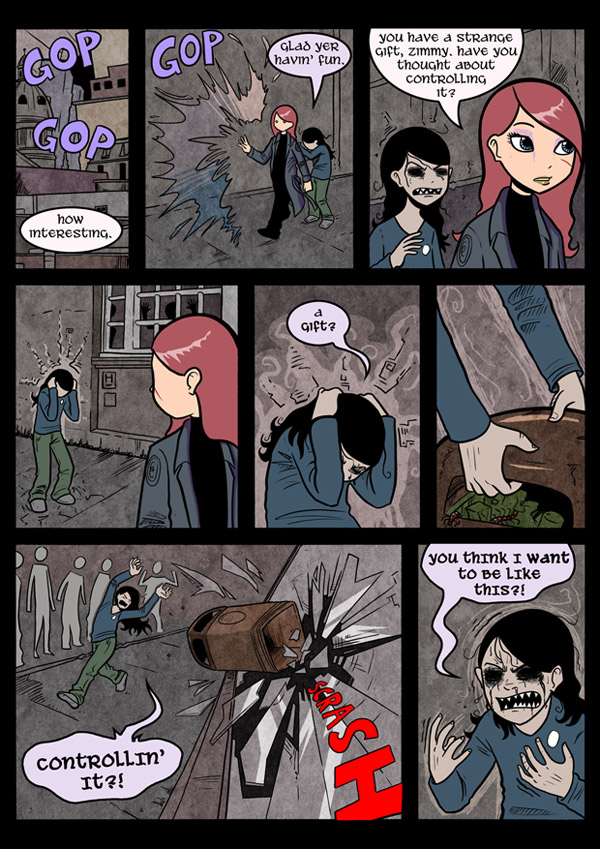 GOP
GOP
how
interesting.
GOP
glad yer
havin' fun.
you have a strange
gift, zimmy. have you
thought about
controlling
it?
a
gift?
controllin'
it?!
SCRASH
you think I want
to be like
this?!